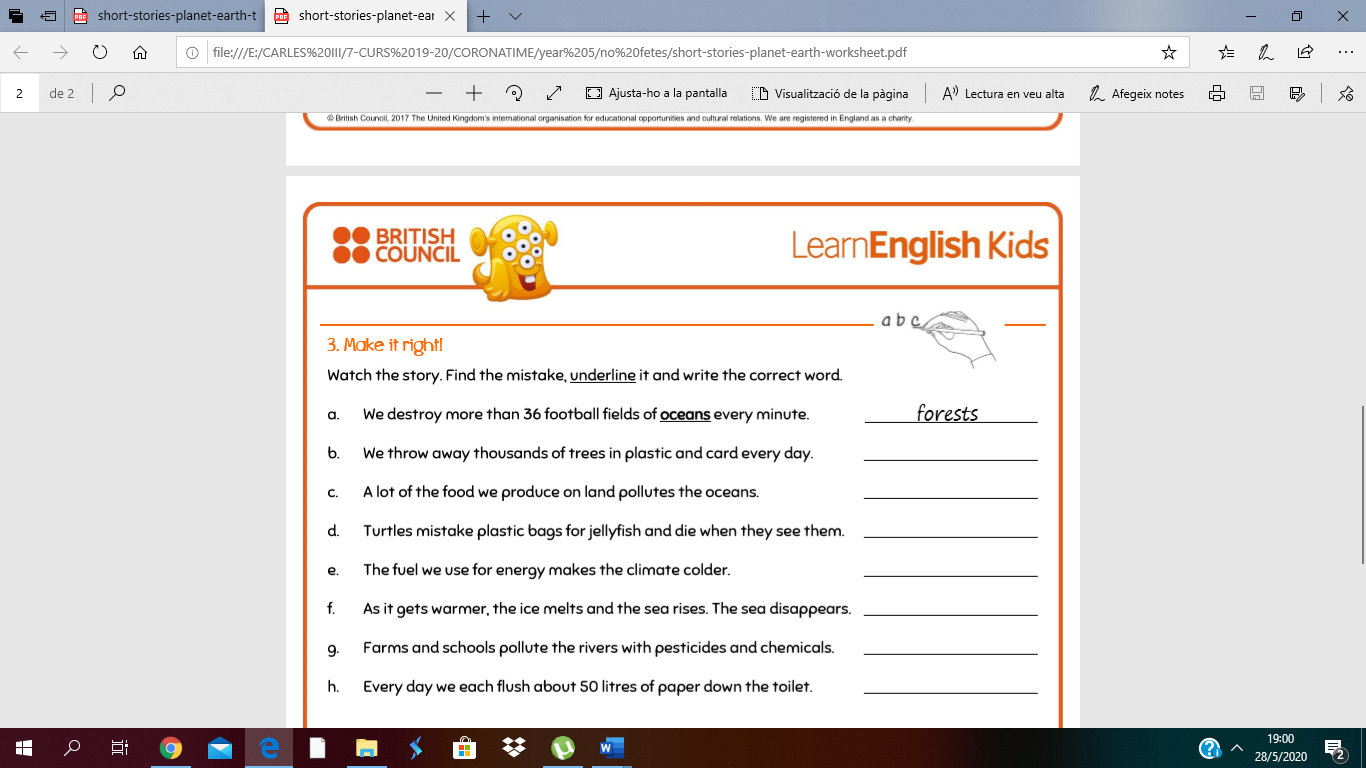 short-stories-planet-earth-t
short-stories-planet-ear
file:///E:/CARLES%20III/7-CURS%2019-20/CORONATIME/year%205/no%20fetes/short-stories-planet-earth-worksheet.pdf
2 de 2
Ajusta-ho a la pantalla
Visualització de la pàgina
Lectura en veu alta
Afegeix notes
© British Council, 2017 The United Kingdom's international organisation for educational opportunities and cultural relations. We are registered in England as a charity.
BRITISH
COUNCIL
LearnEnglish Kids
a b c
3. Make it right!
Watch the story. Find the mistake, underline it and write the correct word.
a. We destroy more than 36 football fields of oceans every minute. forests
b. We throw away thousands of trees in plastic and card every day.
c. A lot of the food we produce on land pollutes the oceans.
d. Turtles mistake plastic bags for jellyfish and die when they see them.
e. The fuel we use for energy makes the climate colder.
f. As it gets warmer, the ice melts and the sea rises. The sea disappears.
g. Farms and schools pollute the rivers with pesticides and chemicals.
h. Every day we each flush about 50 litres of paper down the toilet.
19:00
28/5/2020
2